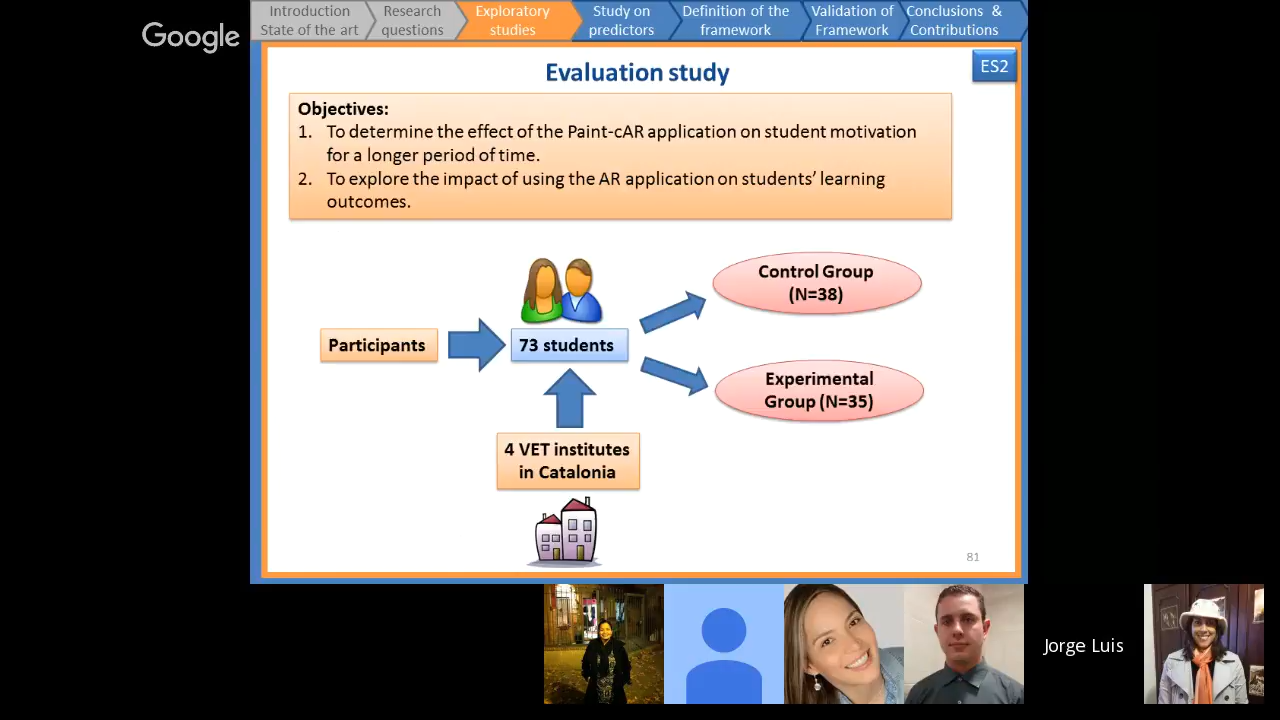 Google
Introduction
State of the art
Research
questions
Exploratory
studies
Study on
predictors
Definition of the
framework
Validation of
Framework
Conclusions &
Contributions
Evaluation study
ES2
Objectives:
1. To determine the effect of the Paint-cAR application on student motivation
for a longer period of time.
2. To explore the impact of using the AR application on students’ learning
outcomes.
Control Group
(N=38)
Participants
73 students
Experimental
Group (N=35)
4 VET institutes
in Catalonia
81
Jorge Luis